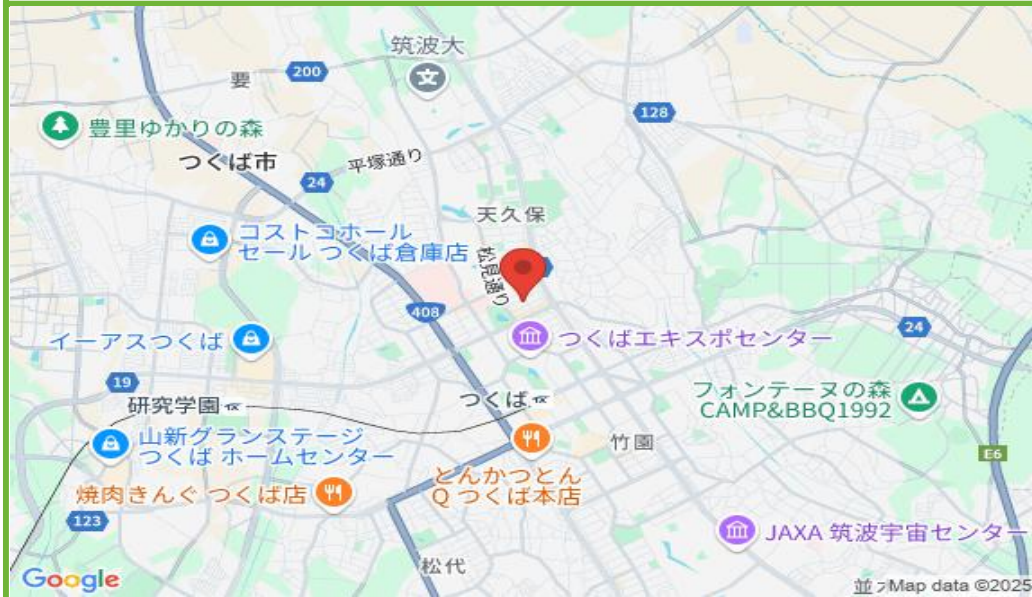 筑波大
要
200
128
豊里ゆかりの森
つくば市
平塚通り
24
天久保
コストコホール
セール つくば倉庫店
松見通り
408
イーアスつくば
つくばエキスポセンター
24
19
研究学園
つくば
フォンテーヌの森
CAMP&BBQ1992
山新グランステージ
つくば ホームセンター
竹園
E6
とんかつとん
Q つくば本店
焼肉きんぐ つくば店
123
JAXA 筑波宇宙センター
松代
Google
Map data ©2025